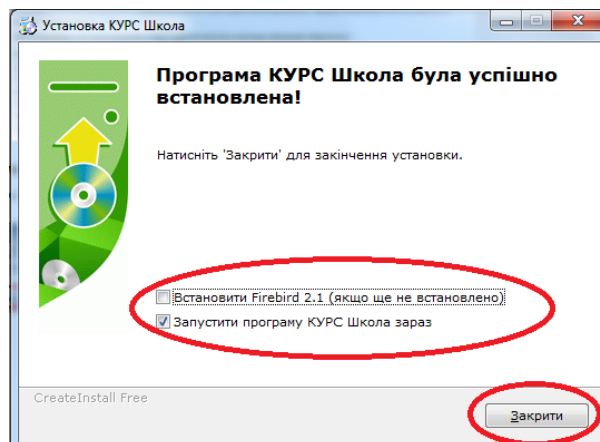 Установка КУРС Школа
Програма КУРС Школа була успішно
встановлена!
Натисніть 'Закрити' для закінчення установки.
Встановити Firebird 2.1 (якщо ще не встановлено)
Запустити програму КУРС Школа зараз
CreateInstall Free
Закрити